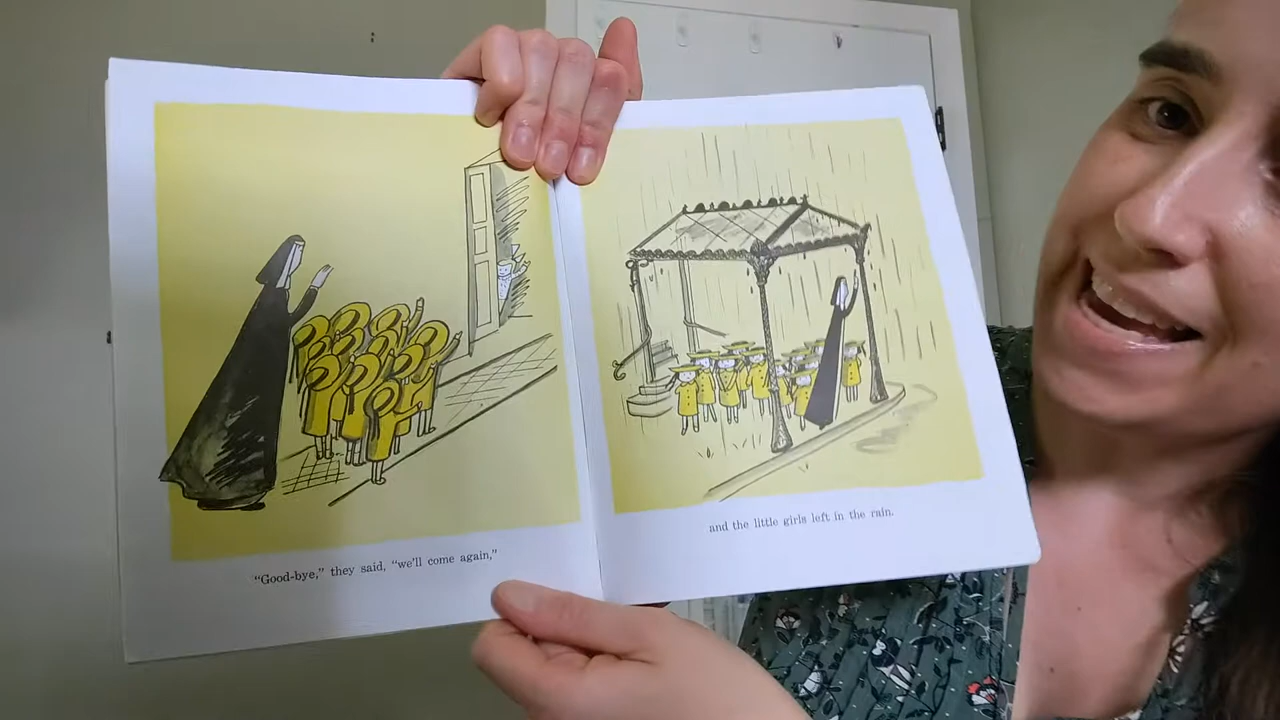 “Good-bye,” they said, “we’ll come again,”
and the little girls left in the rain.